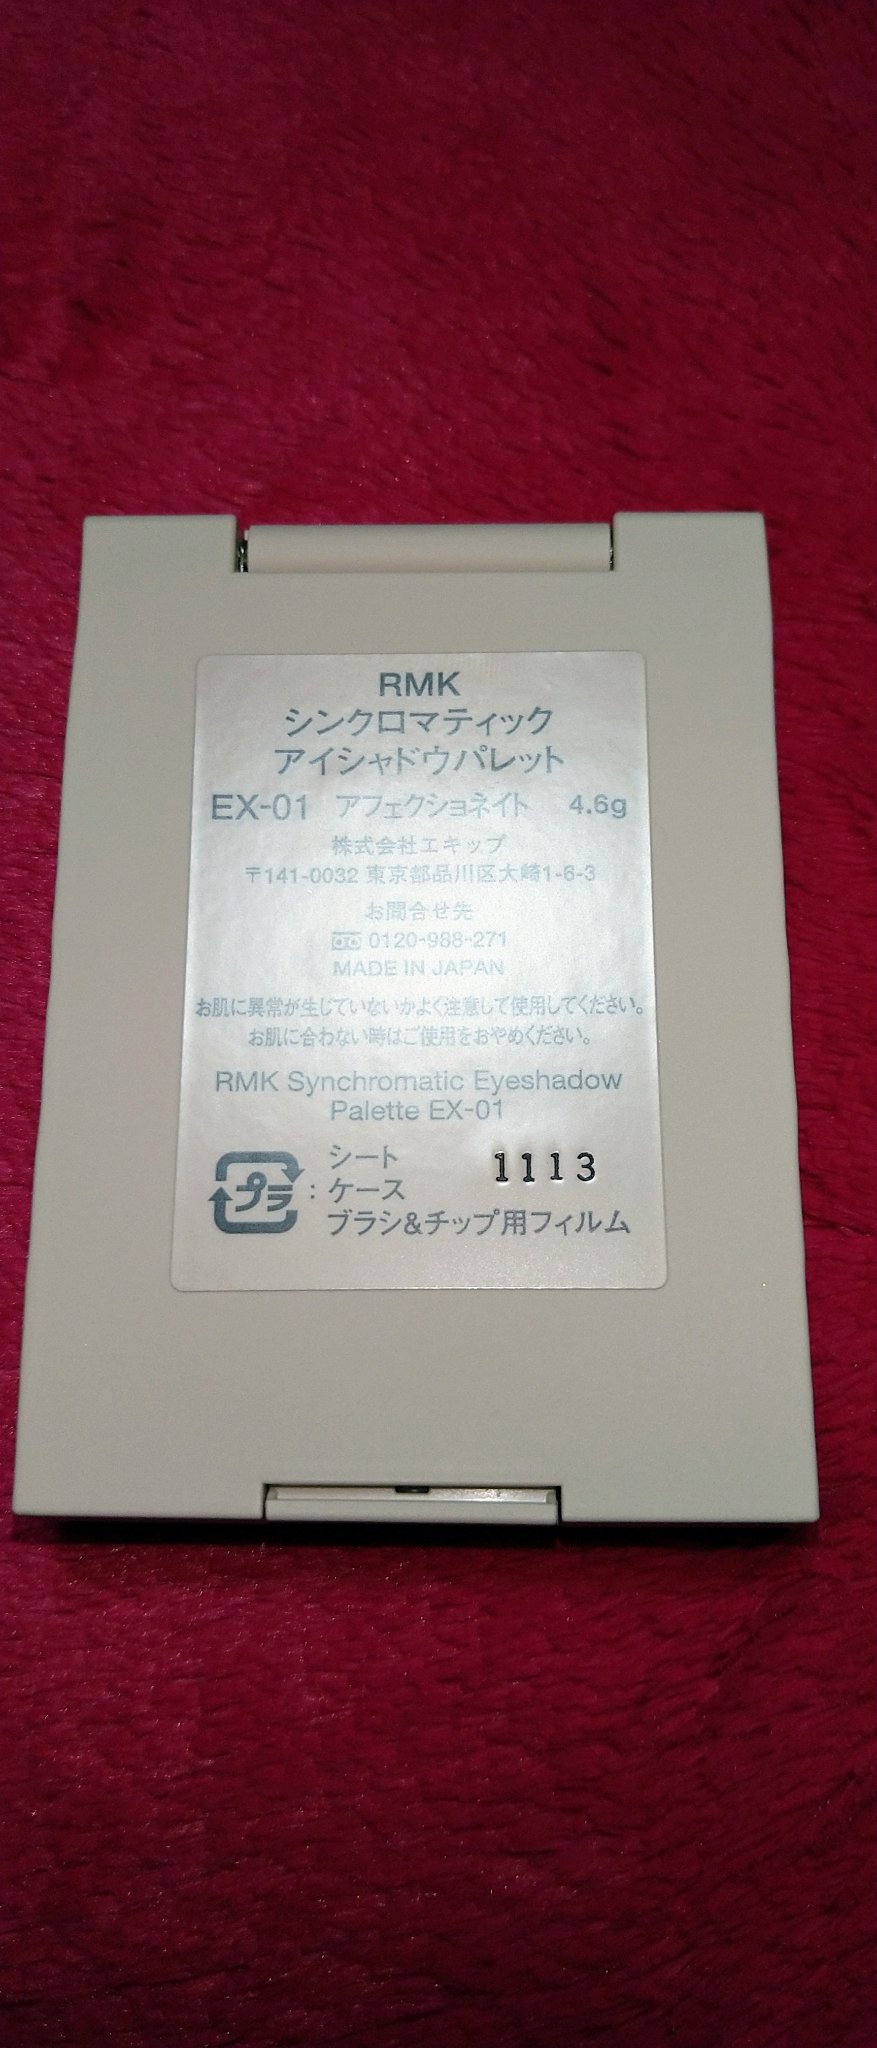 RMK
シンクロマティック
アイシャドウパレット
EX-01 アフェクショネイト 4.6g
株式会社エキップ
〒141-0032 東京都品川区大崎1-6-3
お問合せ先
0120-988-271
MADE IN JAPAN
お肌に異常が生じていないかよく注意して使用してください。
お肌に合わない時はご使用をおやめください。
RMK Synchromatic Eyeshadow
Palette EX-01
プラ : シート
ケース
ブラシ&チップ用フィルム
1113